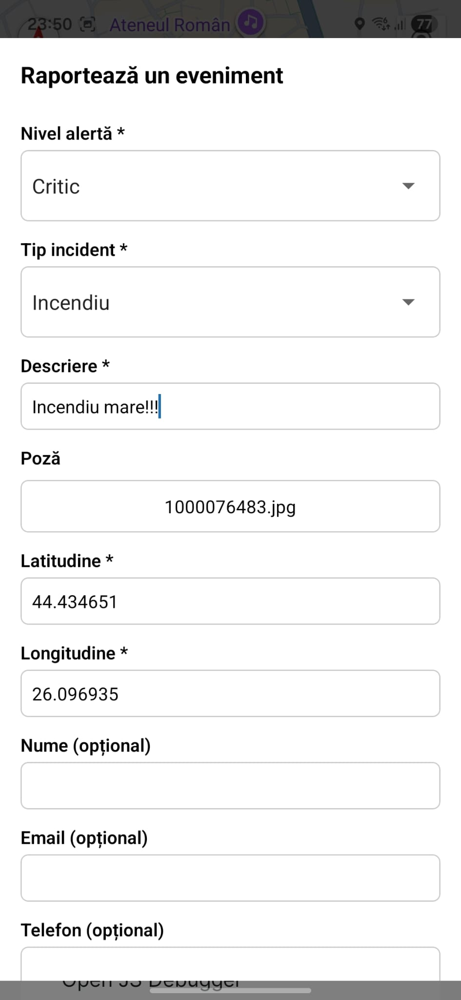 23:50 Ateneul Român 6 77
Raportează un eveniment
Nivel alertă *
Critic
Tip incident *
Incendiu
Descriere *
Incendiu mare!!!
Poză
1000076483.jpg
Latitudine *
44.434651
Longitudine *
26.096935
Nume (opțional)
Email (opțional)
Telefon (opțional)
Open JS Debugger